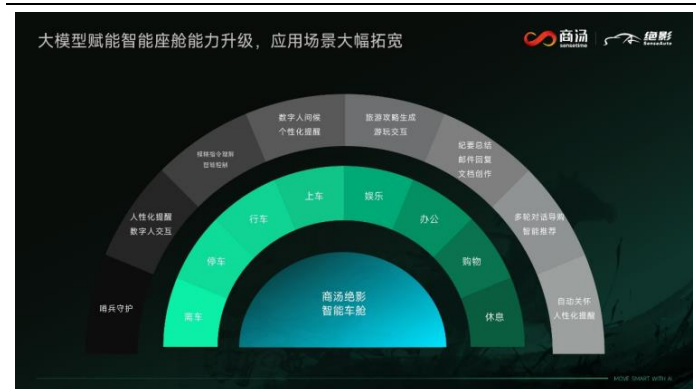 大模型赋能智能座舱能力升级，应用场景大幅拓宽
商汤
sensetime
绝影
SenseAuto
数字人问候
个性化提醒
旅游攻略生成
游玩交互
纪要总结
邮件回复
文档创作
人性化提醒
数字人交互
多轮对话导购
智能推荐
哨兵守护
自动关怀
人性化提醒
上车
娱乐
行车
办公
停车
购物
离车
休息
商汤绝影
智能车舱
MOVE SMART WITH AI